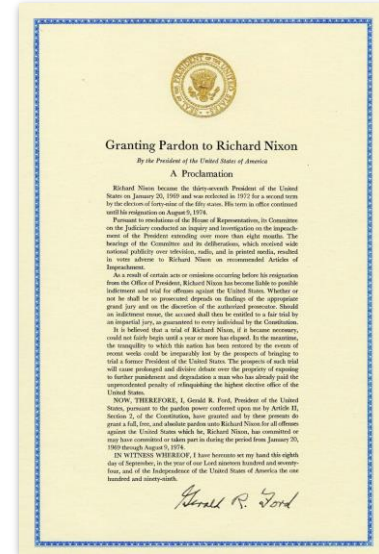 Granting Pardon to Richard Nixon
By the President of the United States of America
A Proclamation
Richard Nixon became the thirty-seventh President of the United
States on January 20, 1969 and was reelected in 1972 for a second term
by the electors of forty-nine of the fifty states. His term in office continued
until his resignation on August 9, 1974.
Pursuant to resolutions of the House of Representatives, its Committee
on the Judiciary conducted an inquiry and investigation on the impeach-
ment of the President extending over more than eight months. The
hearings of the Committee and its deliberations, which received wide
national publicity over television, radio, and in printed media, resulted
in votes adverse to Richard Nixon on recommended Articles of
Impeachment.
As a result of certain acts or omissions occurring before his resignation
from the Office of President, Richard Nixon has become liable to possible
indictment and trial for offenses against the United States. Whether or
not he shall be so prosecuted depends on findings of the appropriate
grand jury and on the discretion of the authorized prosecutor. Should
an indictment ensue, the accused shall then be entitled to a fair trial by
an impartial jury, as guaranteed to every individual by the Constitution.
It is believed that a trial of Richard Nixon, if it became necessary,
could not fairly begin until a year or more has elapsed. In the meantime,
the tranquility to which this nation has been restored by the events of
recent weeks could be irreparably lost by the prospects of bringing to
trial a former President of the United States. The prospects of such trial
will cause prolonged and divisive debate over the propriety of exposing
to further punishment and degradation a man who has already paid the
unprecedented penalty of relinquishing the highest elective office of the
United States.
NOW, THEREFORE, I, Gerald R. Ford, President of the United
States, pursuant to the pardon power conferred upon me by Article II,
Section 2, of the Constitution, have granted and by these presents do
grant a full, free, and absolute pardon unto Richard Nixon for all offenses
against the United States which he, Richard Nixon, has committed or
may have committed or taken part in during the period from January 20,
1969 through August 9, 1974.
IN WITNESS WHEREOF, I have hereunto set my hand this eighth
day of September, in the year of our Lord nineteen hundred and seventy-
four, and of the Independence of the United States of America the one
hundred and ninety-ninth.
Gerald R. Ford